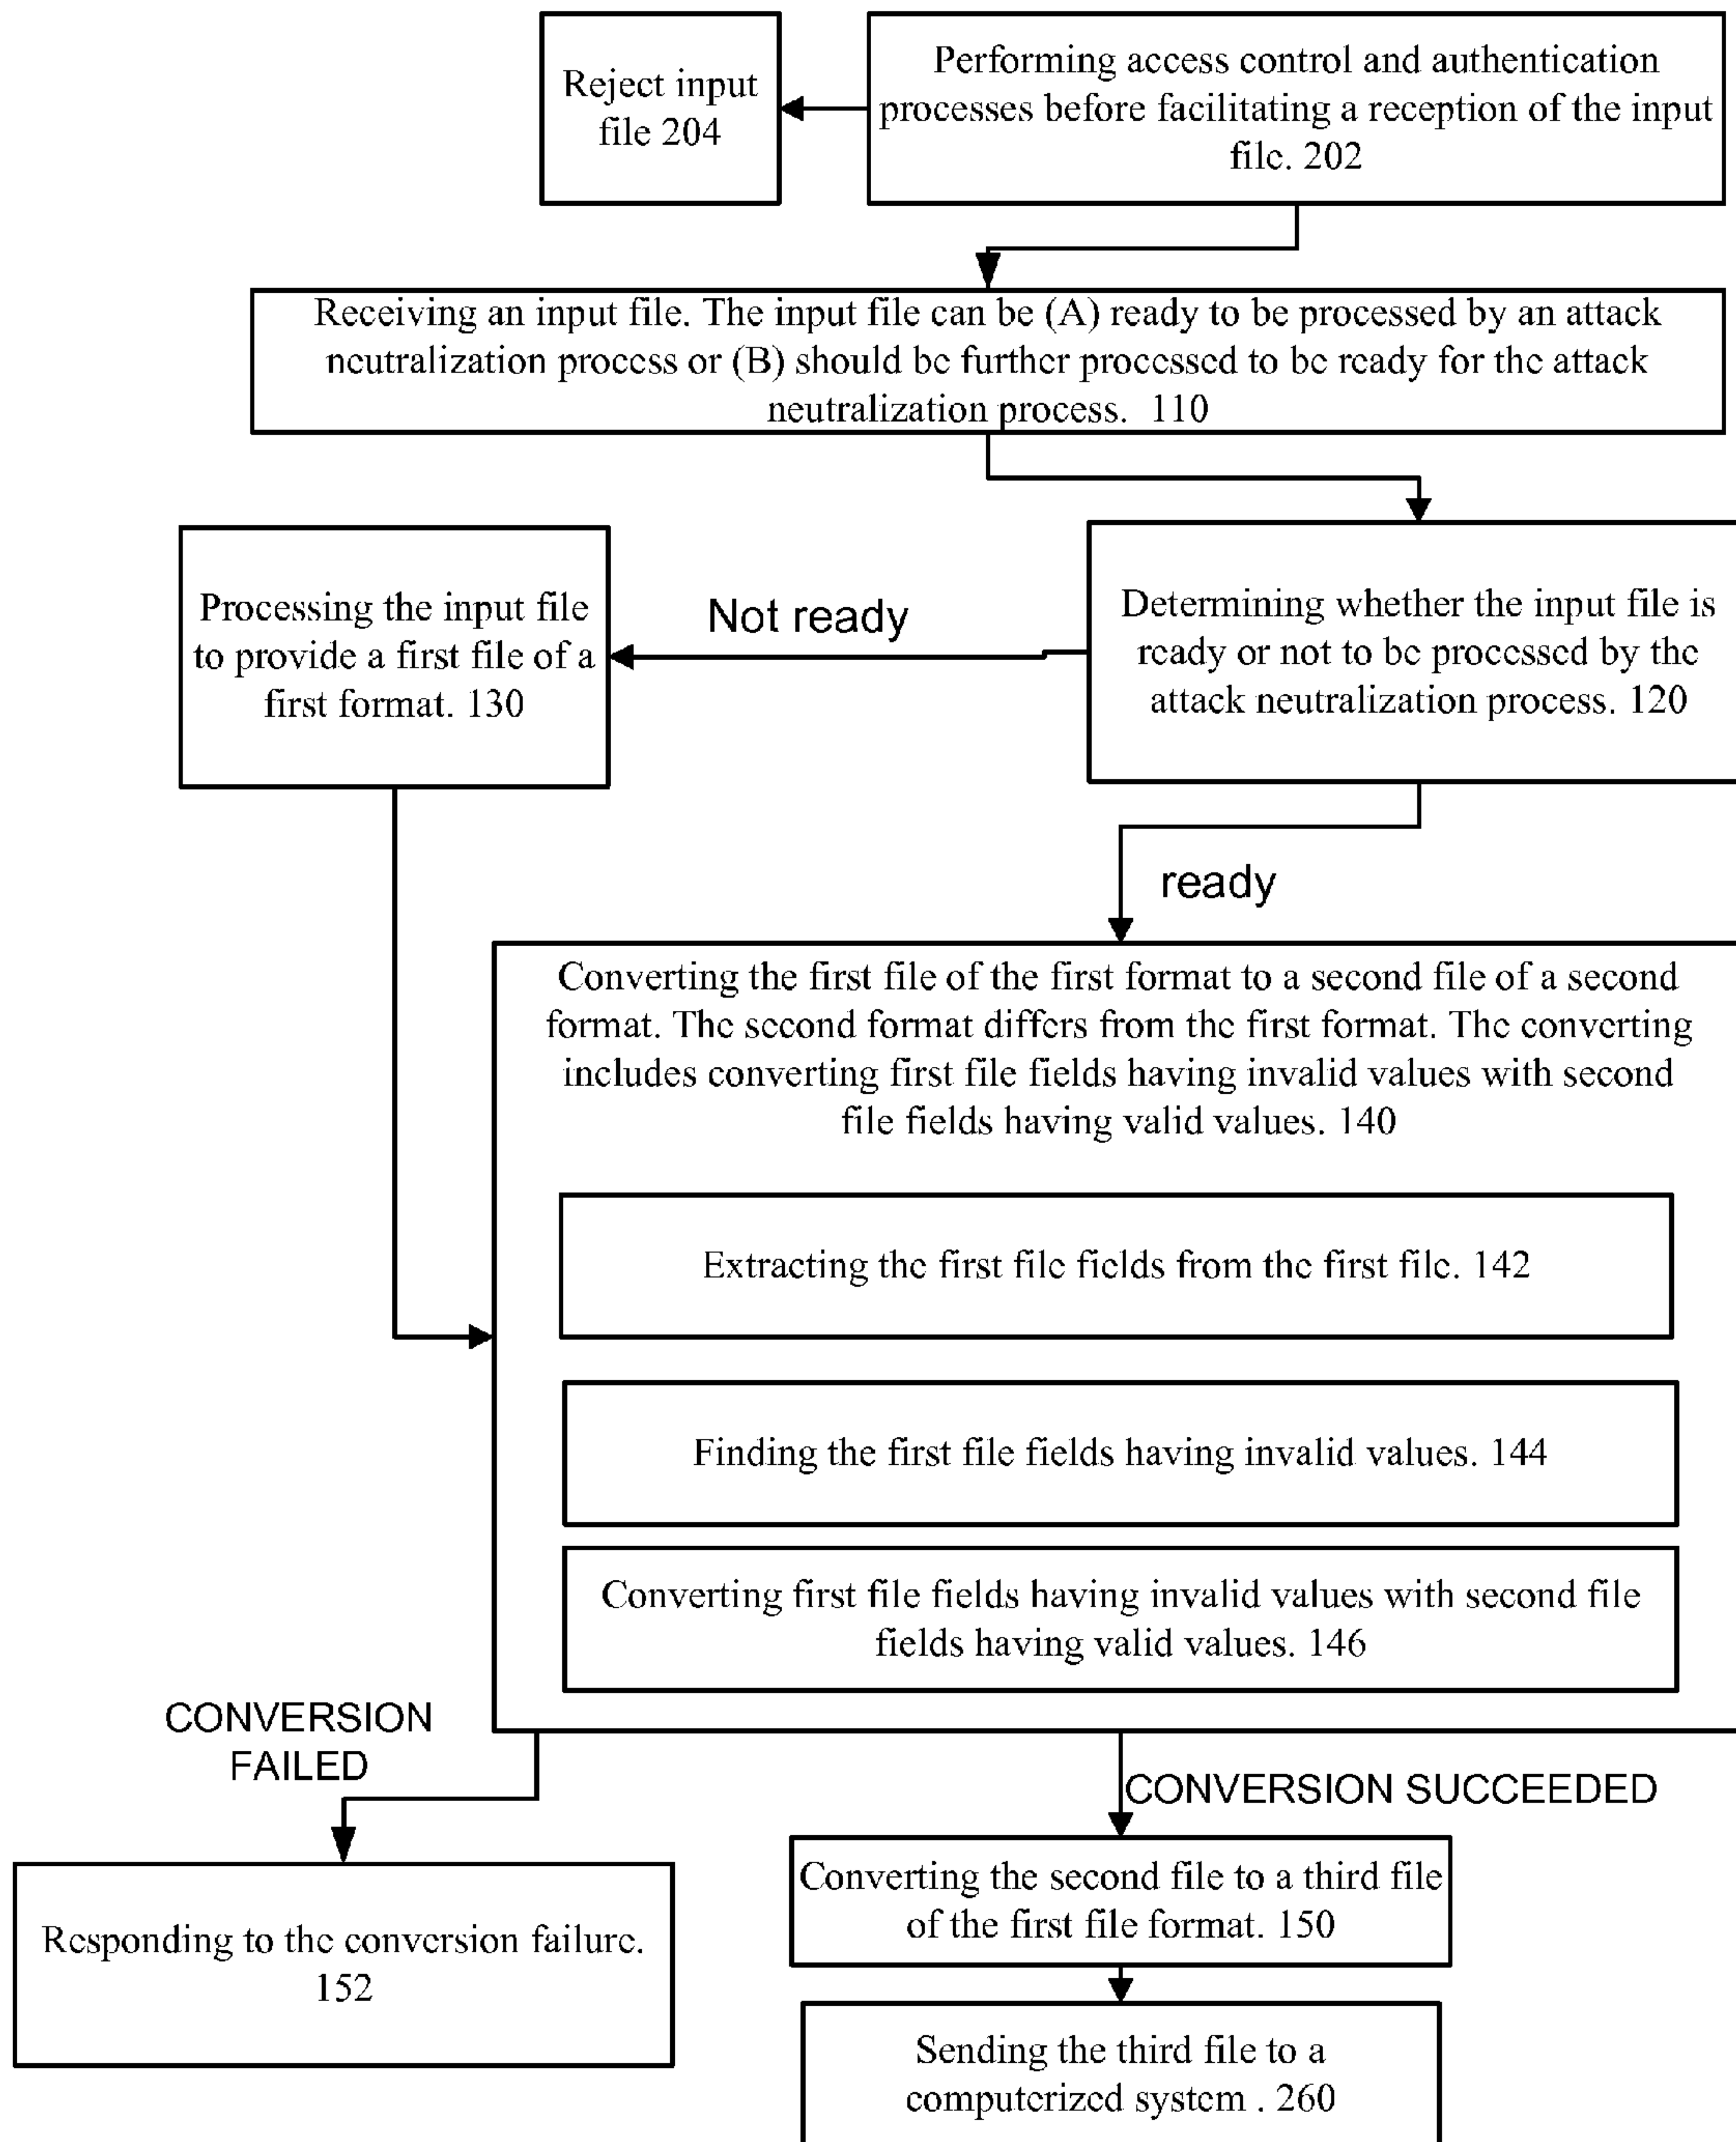 Reject input
file 204
Performing access control and authentication
processes before facilitating a reception of the input
file. 202
Receiving an input file. The input file can be (A) ready to be processed by an attack
neutralization process or (B) should be further processed to be ready for the attack
neutralization process. 110
Processing the input file
to provide a first file of a
first format. 130
Not ready
Determining whether the input file is
ready or not to be processed by the
attack neutralization process. 120
ready
Converting the first file of the first format to a second file of a second
format. The second format differs from the first format. The converting
includes converting first file fields having invalid values with second
file fields having valid values. 140
Extracting the first file fields from the first file. 142
Finding the first file fields having invalid values. 144
Converting first file fields having invalid values with second file
fields having valid values. 146
CONVERSION
FAILED
CONVERSION SUCCEEDED
Responding to the conversion failure.
152
Converting the second file to a third file
of the first file format. 150
Sending the third file to a
computerized system . 260